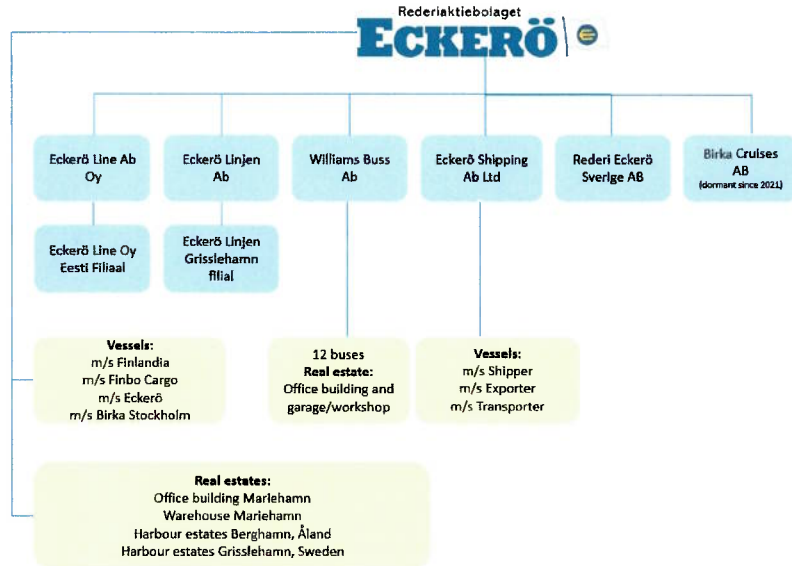 Rederiaktiebolaget
ECKERÖ
Eckerö Line Ab
Oy
Eckerö Linjen
Ab
Williams Buss
Ab
Eckerö Shipping
Ab Ltd
Rederi Eckerö
Sverige AB
Birka Cruises
AB
(dormant since 2021)
Eckerö Line Oy
Eesti Filiaal
Eckerö Linjen
Grisslehamn
filial
Vessels:
m/s Finlandia
m/s Finbo Cargo
m/s Eckerö
m/s Birka Stockholm
12 buses
Real estate:
Office building and
garage/workshop
Vessels:
m/s Shipper
m/s Exporter
m/s Transporter
Real estates:
Office building Mariehamn
Warehouse Mariehamn
Harbour estates Berghamn, Åland
Harbour estates Grisslehamn, Sweden